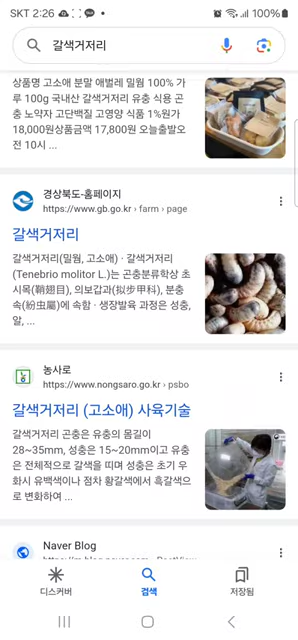 SKT 2:26
100%
갈색거저리
상품명 고소애 분말 애벌레 밀웜 100% 가
루 100g 국내산 갈색거저리 유충 식용 곤
충 노약자 고단백질 고영양 식품 1%원가
18,000원상품금액 17,800원 오늘출발오
전 10시 ...
경상북도-홈페이지
https://www.gb.go.kr › farm › page
갈색거저리
갈색거저리(밀웜, 고소애) · 갈색거저리
(Tenebrio molitor L.)는 곤충분류학상 초
시목(鞘翅目), 의보갑과(拟步甲科), 분충
속(紛虫屬)에 속함 · 생장발육 과정은 성충,
알, ...
농사로
https://www.nongsaro.go.kr › psbo
갈색거저리 (고소애) 사육기술
갈색거저리 곤충은 유충의 몸길이
28~35mm, 성충은 15~20mm이고 유충
은 전체적으로 갈색을 띠며 성충은 초기 우
화시 유백색이나 점차 황갈색에서 흑갈색으
로 변화하여 ...
Naver Blog
디스커버
검색
저장됨